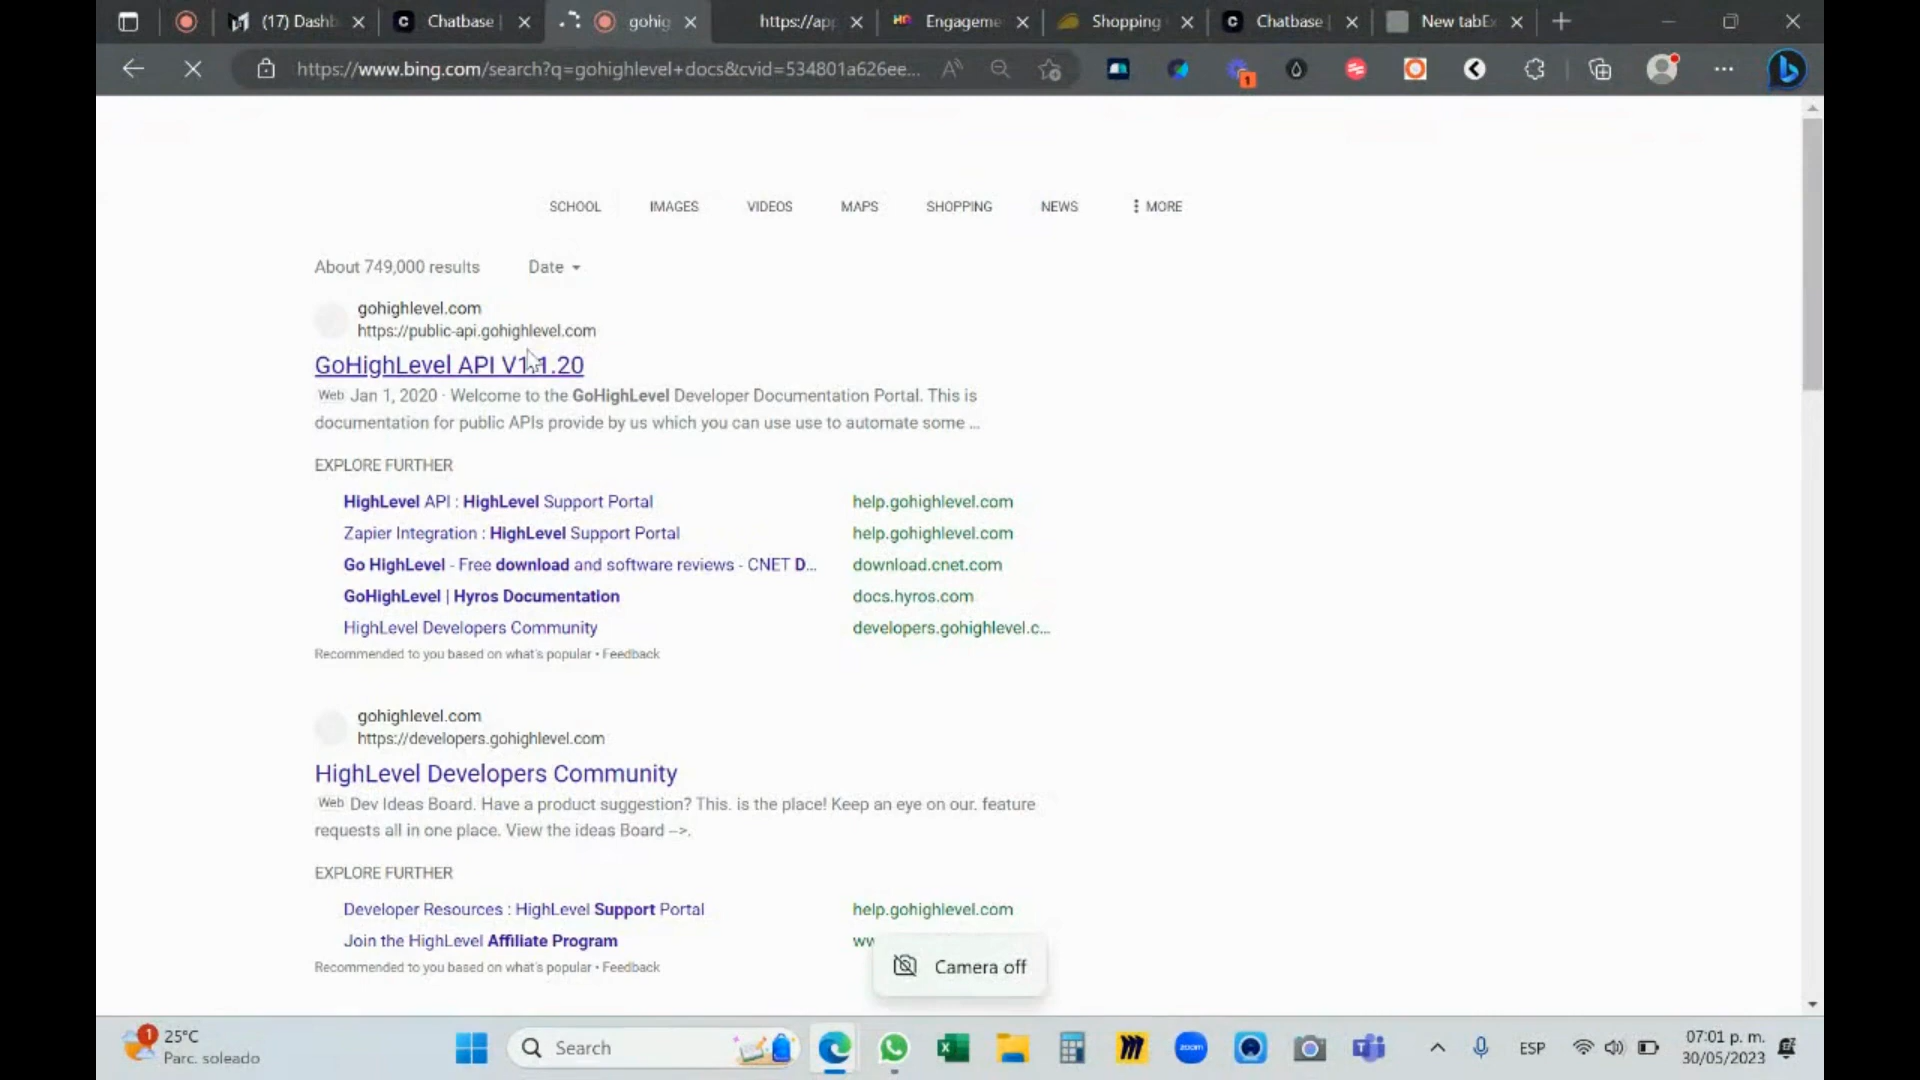 (17) Dashb
Chatbase |
gohig
https://app
HQ
Engageme
Shopping
Chatbase |
New tabEx
https://www.bing.com/search?q=gohighlevel+docs&cvid=534801a626ee...
1
SCHOOL
IMAGES
VIDEOS
MAPS
SHOPPING
NEWS
MORE
About 749,000 results
Date
gohighlevel.com
https://public-api.gohighlevel.com
GoHighLevel API V1.1.20
Web Jan 1, 2020 · Welcome to the GoHighLevel Developer Documentation Portal. This is
documentation for public APIs provide by us which you can use use to automate some ...
EXPLORE FURTHER
HighLevel API : HighLevel Support Portal
help.gohighlevel.com
Zapier Integration : HighLevel Support Portal
help.gohighlevel.com
Go HighLevel - Free download and software reviews - CNET D...
download.cnet.com
GoHighLevel | Hyros Documentation
docs.hyros.com
HighLevel Developers Community
developers.gohighlevel.c...
Recommended to you based on what's popular • Feedback
gohighlevel.com
https://developers.gohighlevel.com
HighLevel Developers Community
Web Dev Ideas Board. Have a product suggestion? This. is the place! Keep an eye on our. feature
requests all in one place. View the ideas Board –>.
EXPLORE FURTHER
Developer Resources : HighLevel Support Portal
help.gohighlevel.com
Join the HighLevel Affiliate Program
ww
Recommended to you based on what's popular • Feedback
Camera off
1
25°C
Parc. soleado
Search
zoom
ESP
07:01 p. m.
30/05/2023